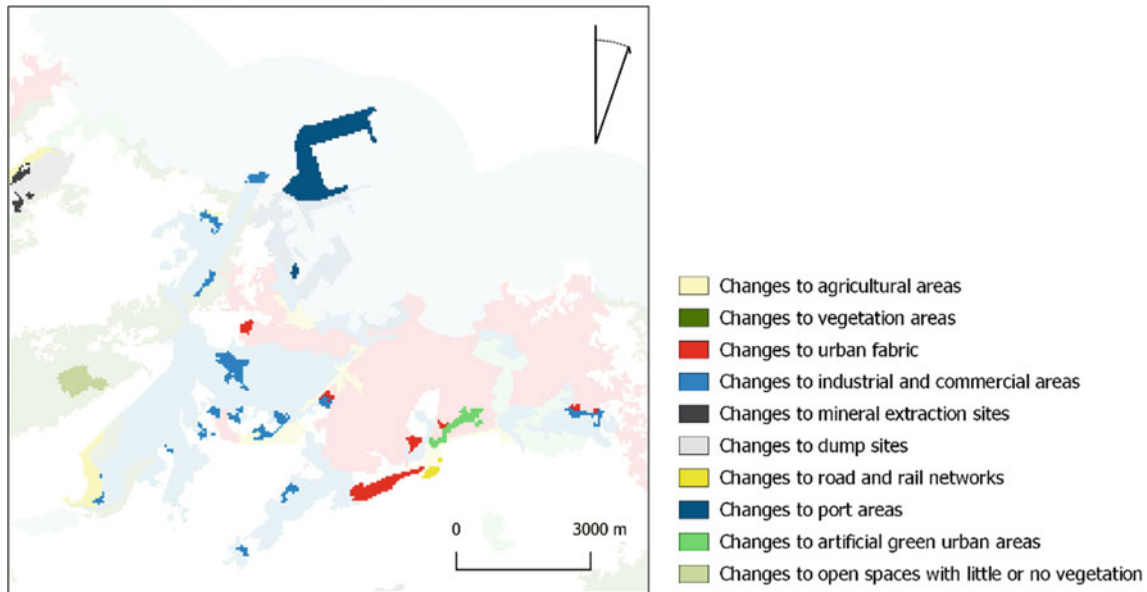 Changes to agricultural areas
Changes to vegetation areas
Changes to urban fabric
Changes to industrial and commercial areas
Changes to mineral extraction sites
Changes to dump sites
Changes to road and rail networks
Changes to port areas
Changes to artificial green urban areas
Changes to open spaces with little or no vegetation
0 3000 m